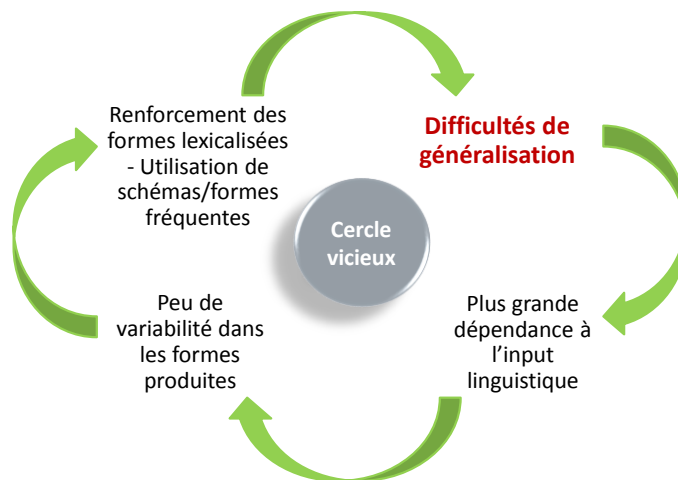 Renforcement des
formes lexicalisées
- Utilisation de
schémas/formes
fréquentes
Difficultés de
généralisation
Cercle
vicieux
Peu de
variabilité dans
les formes
produites
Plus grande
dépendance à
l’input
linguistique